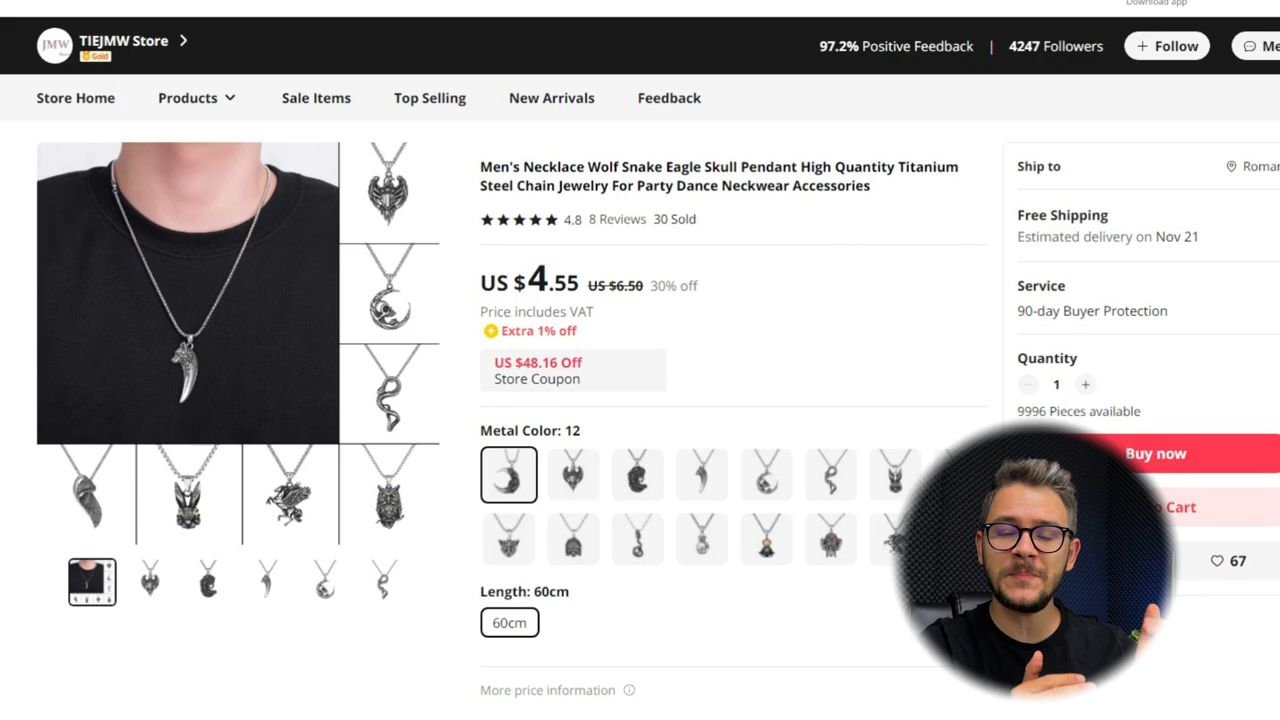 Download app
JMW
TIEJMW Store
Gold
97.2% Positive Feedback | 4247 Followers
+ Follow
Me
Store Home
Products
Sale Items
Top Selling
New Arrivals
Feedback
Men's Necklace Wolf Snake Eagle Skull Pendant High Quantity Titanium
Steel Chain Jewelry For Party Dance Neckwear Accessories
4.8 8 Reviews 30 Sold
US $4.55 US $6.50 30% off
Price includes VAT
Extra 1% off
US $48.16 Off
Store Coupon
Metal Color: 12
Length: 60cm
60cm
More price information
Ship to
Roman
Free Shipping
Estimated delivery on Nov 21
Service
90-day Buyer Protection
Quantity
1 +
9996 Pieces available
Buy now
Cart
67